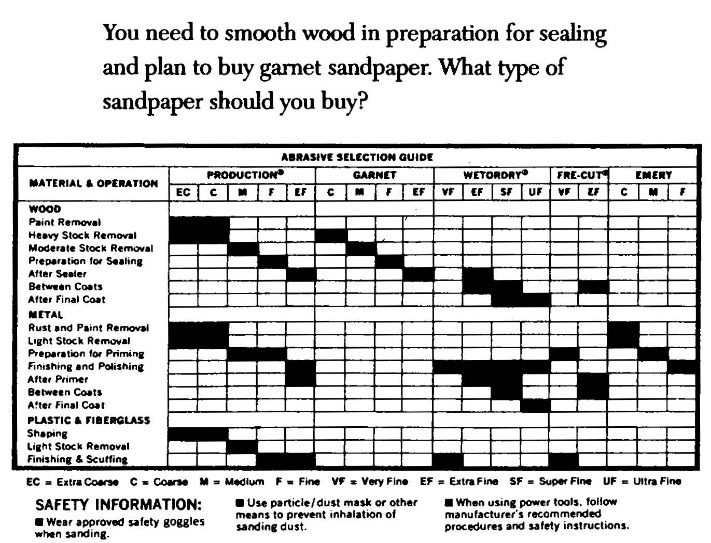 You need to smooth wood in preparation for sealing
and plan to buy garnet sandpaper. What type of
sandpaper should you buy?
ABRASIVE SELECTION GUIDE
MATERIAL & OPERATION PRODUCTION® GARNET WETORDRY® FRE-CUT® EMERY
EC C M F EF C M F EF VF EF SF UF VF EF C M F
WOOD
Paint Removal
Heavy Stock Removal
Moderate Stock Removal
Preparation for Sealing
After Sealer
Between Coats
After Final Coat
METAL
Rust and Paint Removal
Light Stock Removal
Preparation for Priming
Finishing and Polishing
After Primer
Between Coats
After Final Coat
PLASTIC & FIBERGLASS
Shaping
Light Stock Removal
Finishing & Scuffing
EC = Extra Coarse C = Coarse M = Medium F = Fine VF = Very Fine EF = Extra Fine SF = Super Fine UF = Ultra Fine
SAFETY INFORMATION:
■ Wear approved safety goggles
when sanding.
■ Use particle/dust mask or other
means to prevent inhalation of
sanding dust.
■ When using power tools, follow
manufacturer's recommended
procedures and safety instructions.